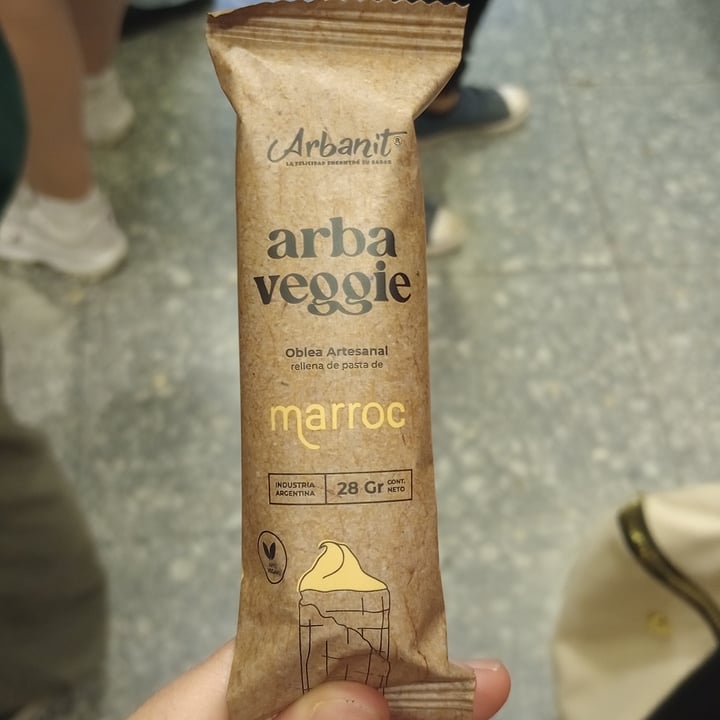 Arbanit®
LA FELICIDAD ENCONTRÓ SU SABOR
arba
veggie
Oblea Artesanal
rellena de pasta de
marroc
INDUSTRIA
ARGENTINA
28 Gr
CONT.
NETO